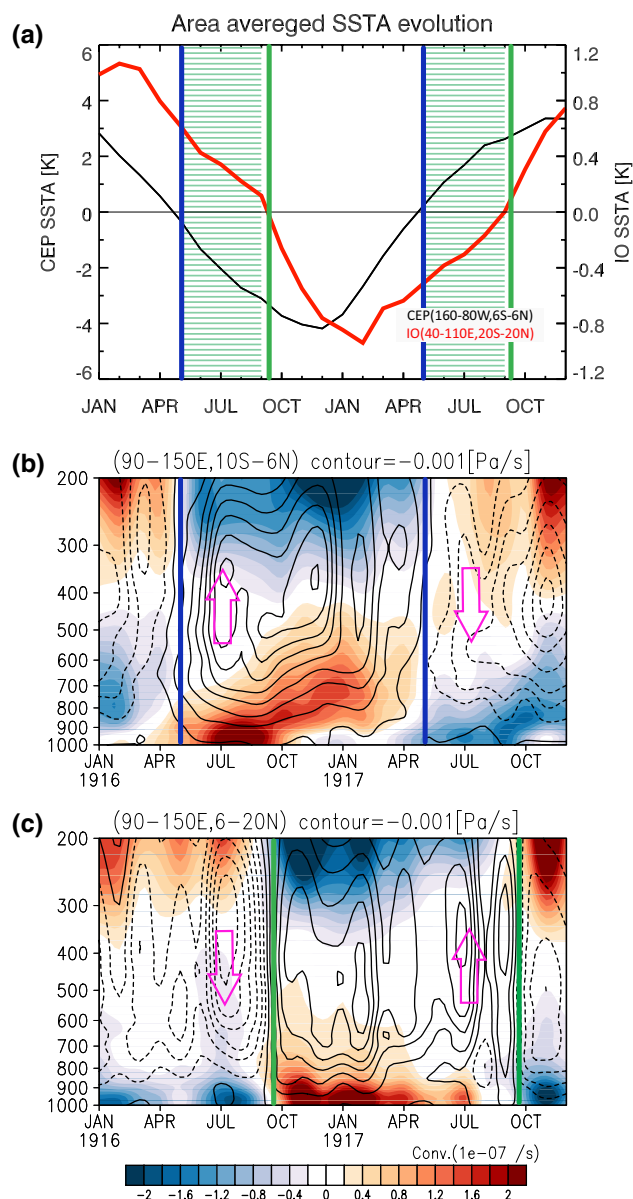 (a)
Area avereged SSTA evolution
6
4
2
0
-2
-4
-6
CEP SSTA [K]
1.2
0.8
0.4
0.0
-0.4
-0.8
-1.2
IO SSTA [K]
CEP(160-80W,6S-6N)
IO(40-110E,20S-20N)
JAN APR JUL OCT JAN APR JUL OCT
(b)
(90-150E,10S-6N) contour=-0.001[Pa/s]
200
300
400
500
600
700
800
900
1000
JAN APR JUL OCT JAN APR JUL OCT
1916 1917
(c)
(90-150E,6-20N) contour=-0.001[Pa/s]
200
300
400
500
600
700
800
900
1000
JAN APR JUL OCT JAN APR JUL OCT
1916 1917
Conv.(1e-07 /s)
-2 -1.6 -1.2 -0.8 -0.4 0 0.4 0.8 1.2 1.6 2